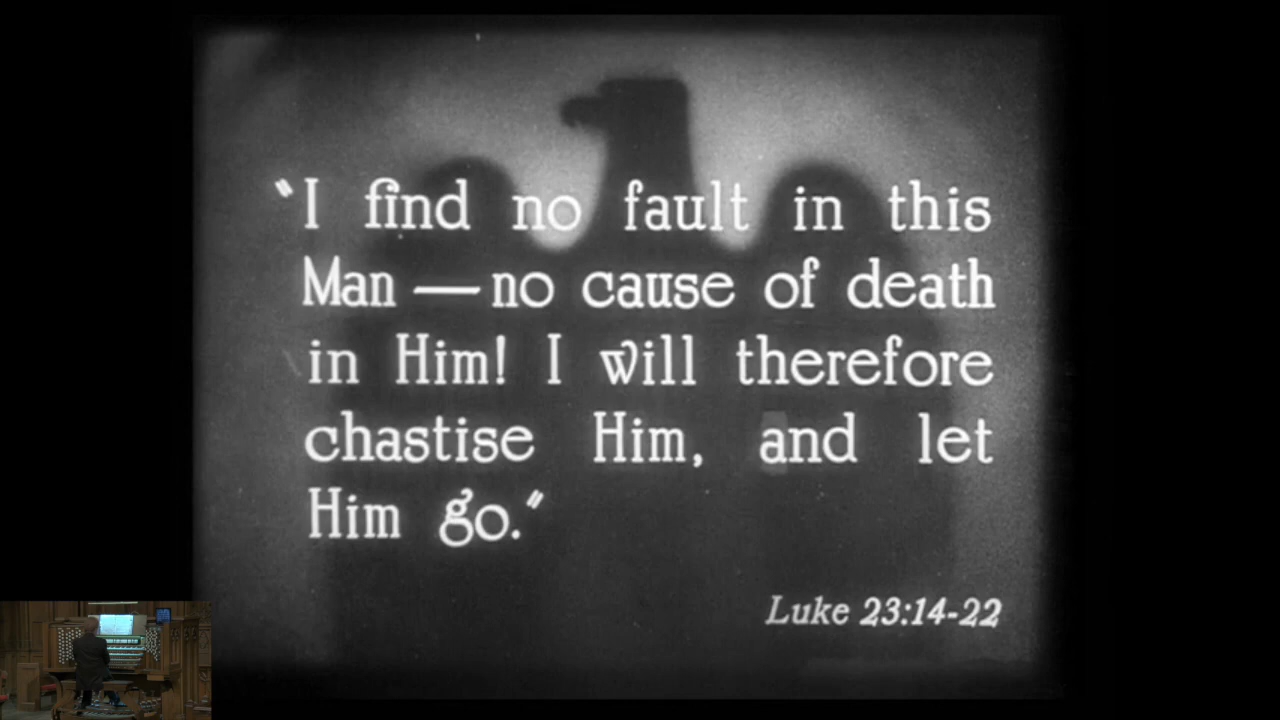 "I find no fault in this
Man — no cause of death
in Him! I will therefore
chastise Him, and let
Him go."
Luke 23:14-22